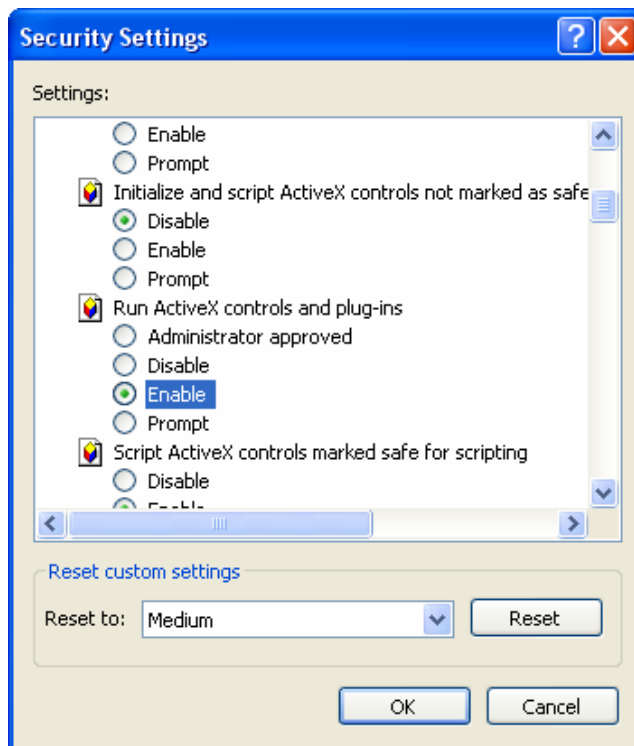 Security Settings
Settings:
Enable
Prompt
Initialize and script ActiveX controls not marked as safe
Disable
Enable
Prompt
Run ActiveX controls and plug-ins
Administrator approved
Disable
Enable
Prompt
Script ActiveX controls marked safe for scripting
Disable
Enable
Reset custom settings
Reset to: Medium Reset
OK Cancel